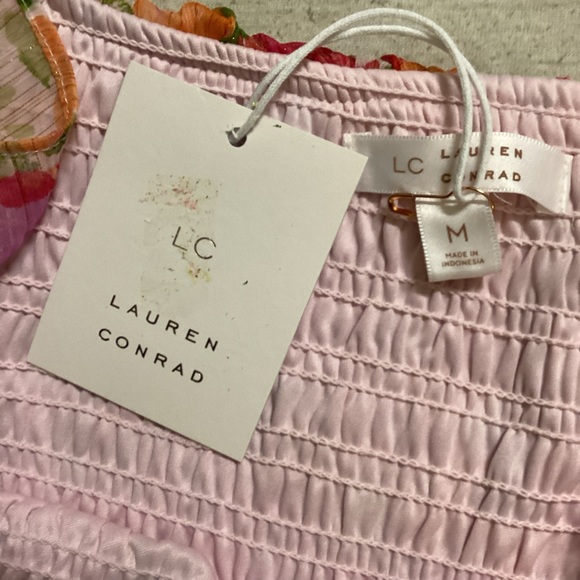 LC
LAUREN
CONRAD
LC LAUREN
CONRAD
M
MADE IN
INDONESIA